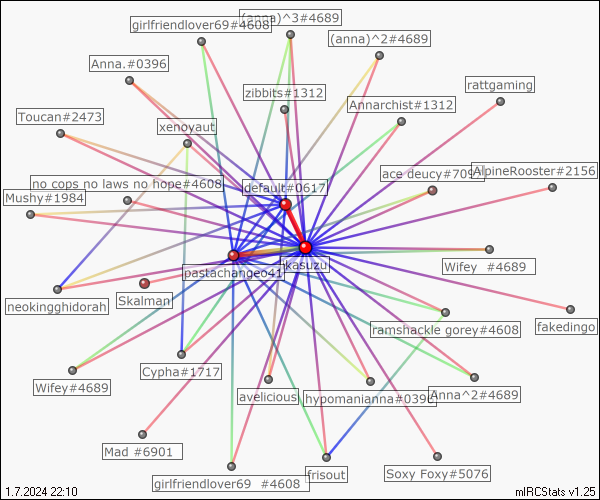 (anna)^3#4689
girlfriendlover69#4608
(anna)^2#4689
Anna.#0396
rattgaming
zibbits#1312
Annarchist#1312
Toucan#2473
xenoyaut
ace deucy#709
AlpineRooster#2156
no cops no laws no hope#4608
default#0617
Mushy#1984
kasuzu
Wifey #4689
pastachangeo41
Skalman
neokingghidorah
ramshackle gorey#4608
fakedingo
Cypha#1717
Wifey#4689
avelicious
hypomanianna#0396
Anna^2#4689
Mad #6901
frisout
Soxy Foxy#5076
girlfriendlover69 #4608
1.7.2024 22:10
mIRCStats v1.25